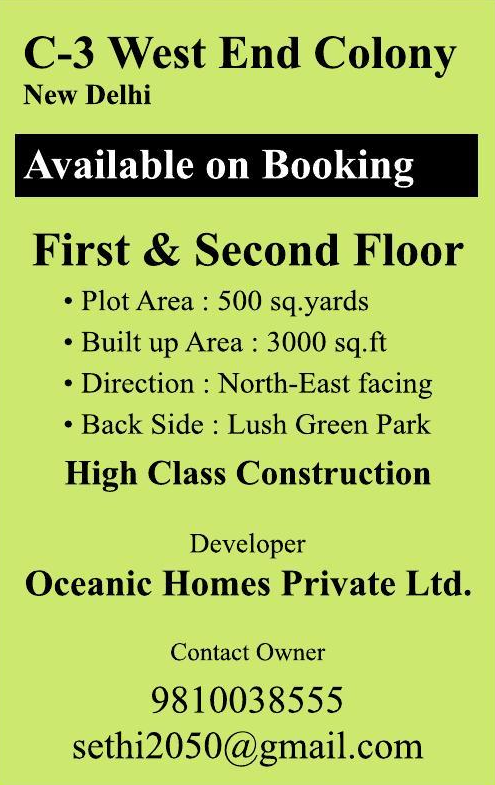 C-3 West End Colony
New Delhi
Available on Booking
First & Second Floor
• Plot Area : 500 sq.yards
• Built up Area : 3000 sq.ft
• Direction : North-East facing
• Back Side : Lush Green Park
High Class Construction
Developer
Oceanic Homes Private Ltd.
Contact Owner
9810038555
sethi2050@gmail.com